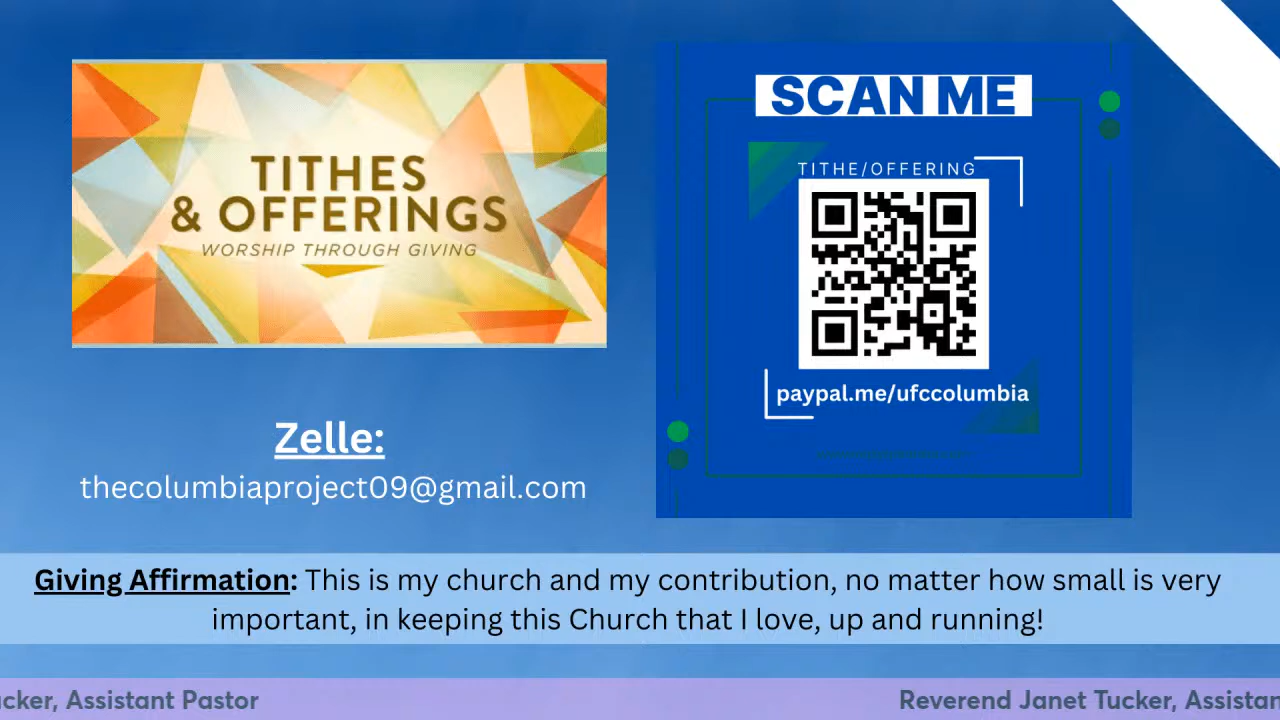 TITHES
& OFFERINGS
WORSHIP THROUGH GIVING
SCAN ME
TITHE/OFFERING
paypal.me/ufccolumbia
Zelle:
thecolumbiaproject09@gmail.com
Giving Affirmation: This is my church and my contribution, no matter how small is very
important, in keeping this Church that I love, up and running!
ucker, Assistant Pastor
Reverend Janet Tucker, Assistan